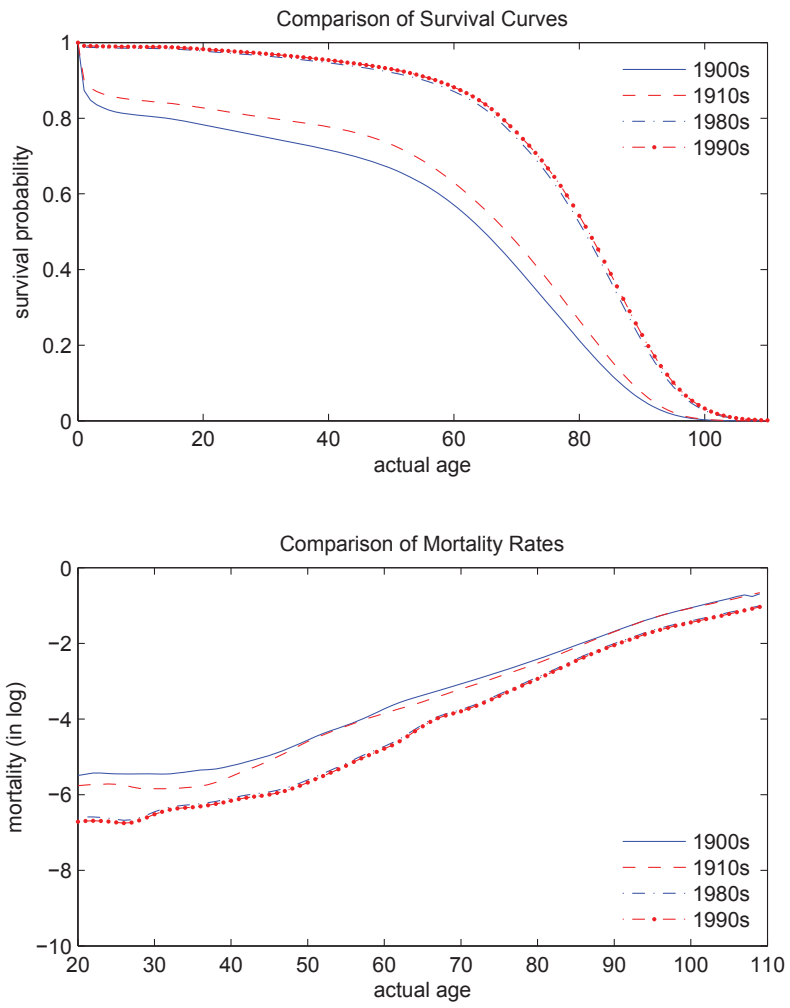 Comparison of Survival Curves
1
0.8
0.6
0.4
0.2
0
survival probability
1900s
1910s
1980s
1990s
0 20 40 60 80 100
actual age
Comparison of Mortality Rates
0
−2
−4
−6
−8
−10
mortality (in log)
1900s
1910s
1980s
1990s
20 30 40 50 60 70 80 90 100 110
actual age